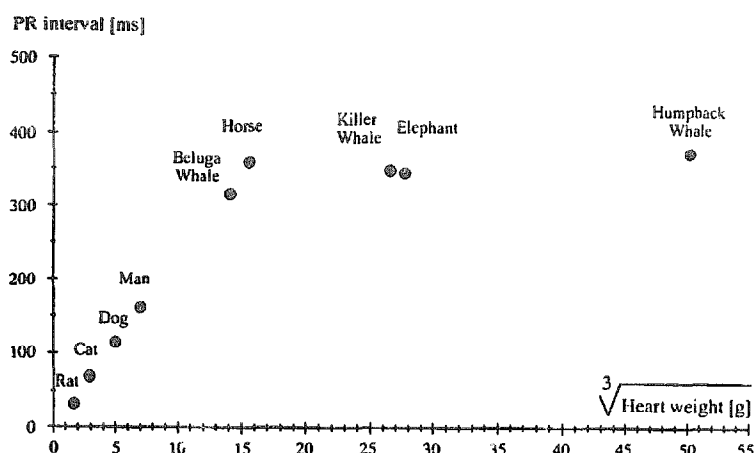 PR interval [ms]
500
400
300
200
100
0
Rat
Cat
Dog
Man
Beluga
Whale
Horse
Killer
Whale
Elephant
Humpback
Whale
3√Heart weight [g]
0 5 10 15 20 25 30 35 40 45 50 55